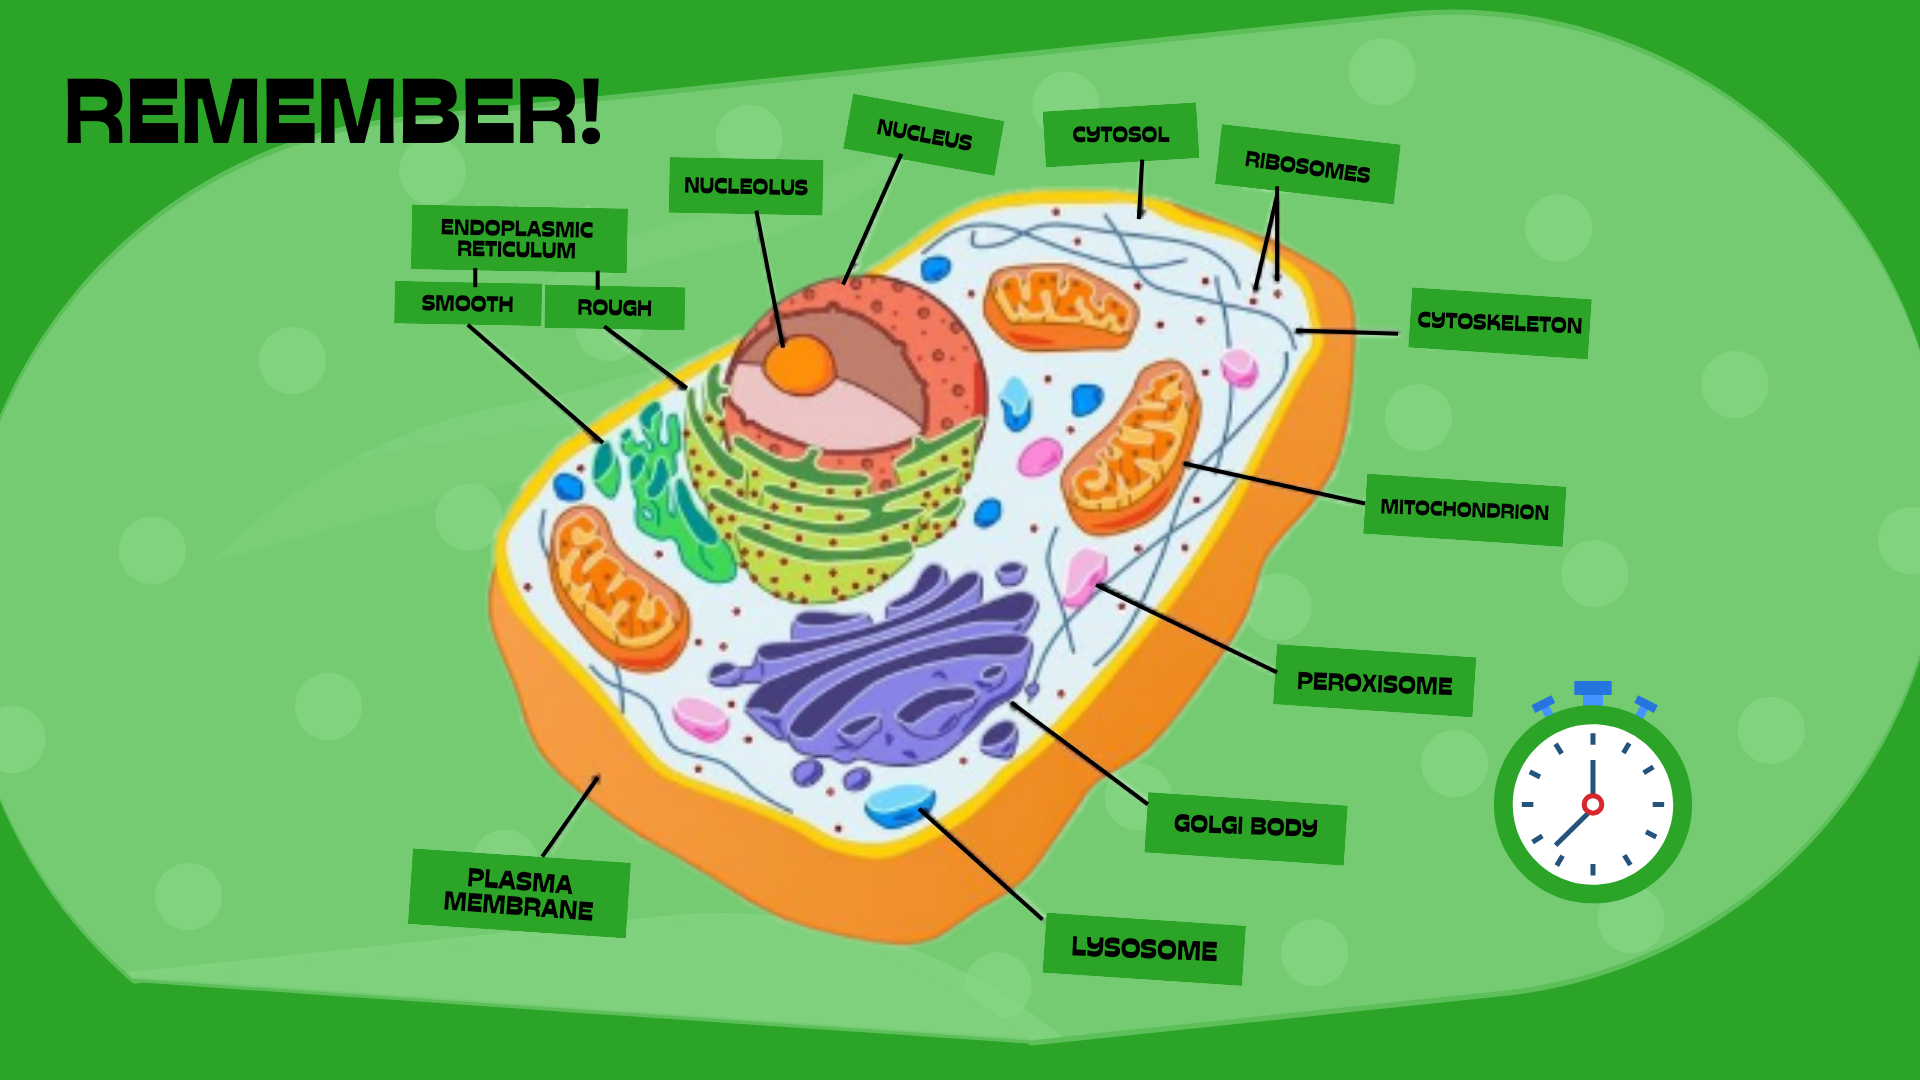 REMEMBER!
NUCLEUS
CYTOSOL
RIBOSOMES
NUCLEOLUS
ENDOPLASMIC
RETICULUM
SMOOTH
ROUGH
CYTOSKELETON
MITOCHONDRION
PEROXISOME
GOLGI BODY
PLASMA
MEMBRANE
LYSOSOME